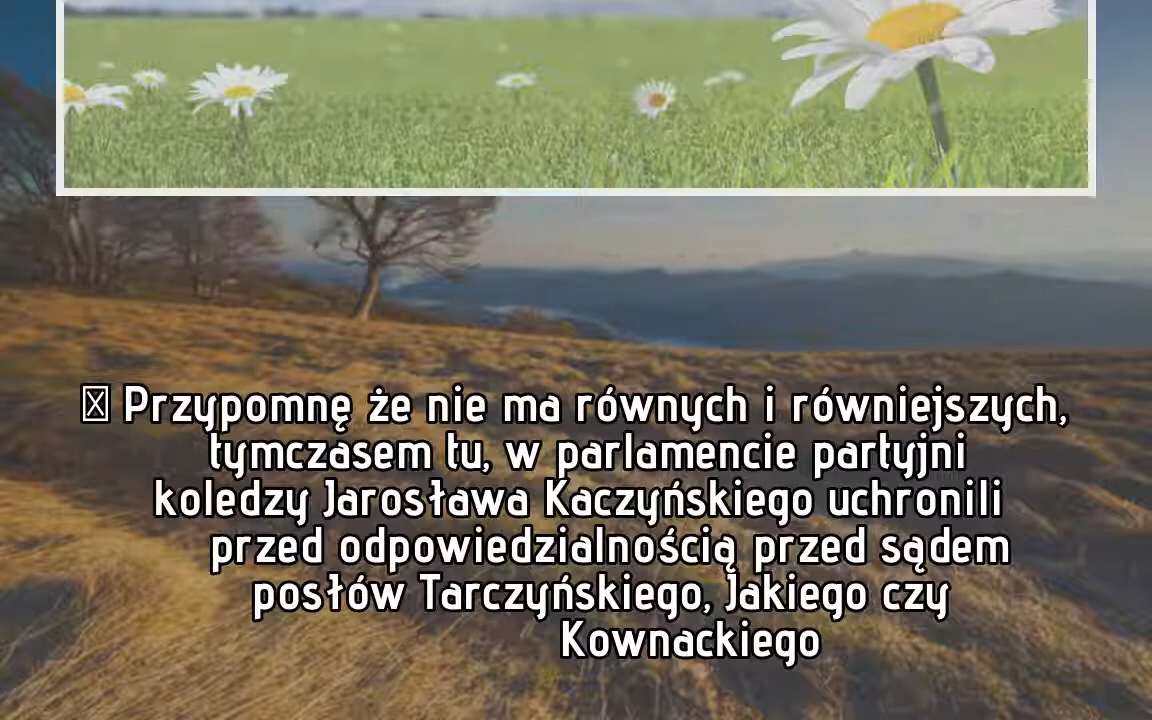 Przypomnę że nie ma równych i równiejszych,
tymczasem tu, w parlamencie partyjni
koledzy Jarosława Kaczyńskiego uchronili
przed odpowiedzialnością przed sądem
posłów Tarczyńskiego, Jakiego czy
Kownackiego